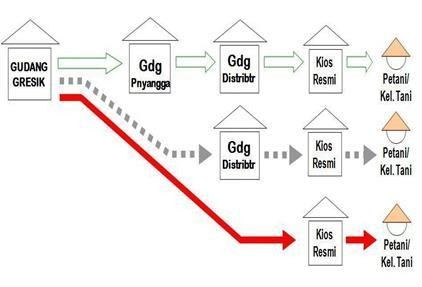 GUDANG
GRESIK
Gdg
Pnyangga
Gdg
Distribtr
Kios
Resmi
Petani/
Kel. Tani
Gdg
Distribtr
Kios
Resmi
Petani/
Kel. Tani
Kios
Resmi
Petani/
Kel. Tani